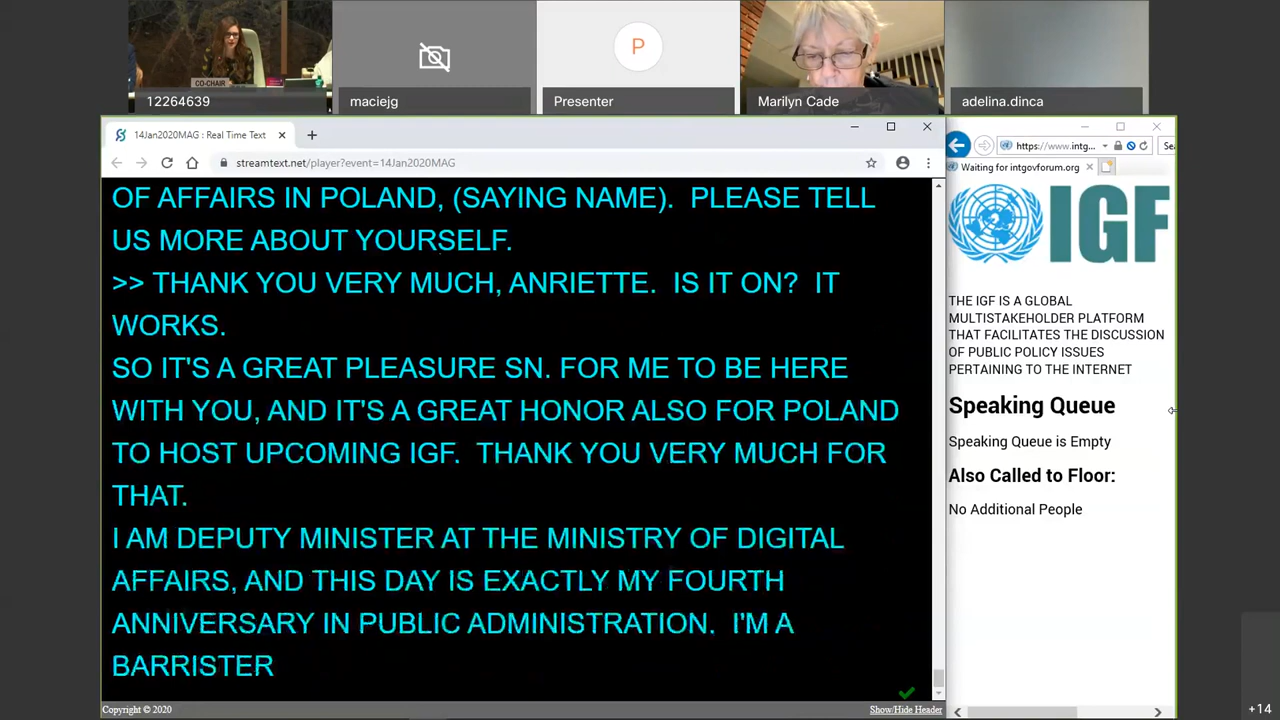 CO-CHAIR
12264639
maciejg
P
Presenter
Marilyn Cade
adelina.dinca
14Jan2020MAG : Real Time Text
streamtext.net/player?event=14Jan2020MAG
OF AFFAIRS IN POLAND, (SAYING NAME).  PLEASE TELL
US MORE ABOUT YOURSELF.
>> THANK YOU VERY MUCH, ANRIETTE.  IS IT ON?  IT
WORKS.
SO IT'S A GREAT PLEASURE SN. FOR ME TO BE HERE
WITH YOU, AND IT'S A GREAT HONOR ALSO FOR POLAND
TO HOST UPCOMING IGF.  THANK YOU VERY MUCH FOR
THAT.
I AM DEPUTY MINISTER AT THE MINISTRY OF DIGITAL
AFFAIRS, AND THIS DAY IS EXACTLY MY FOURTH
ANNIVERSARY IN PUBLIC ADMINISTRATION.  I'M A
BARRISTER
Copyright © 2020
Show/Hide Header
https://www.intg...
Sea
Waiting for intgovforum.org
IGF
THE IGF IS A GLOBAL
MULTISTAKEHOLDER PLATFORM
THAT FACILITATES THE DISCUSSION
OF PUBLIC POLICY ISSUES
PERTAINING TO THE INTERNET
Speaking Queue
Speaking Queue is Empty
Also Called to Floor:
No Additional People
+14